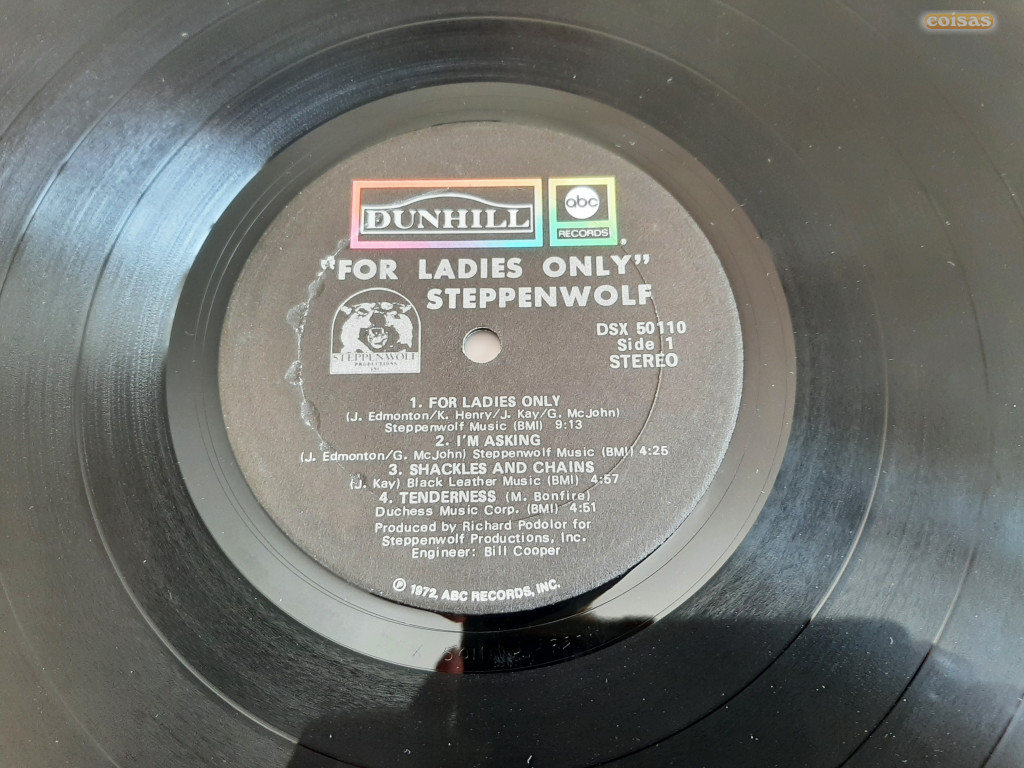 coisas
DUNHILL
abc
RECORDS
"FOR LADIES ONLY"
STEPPENWOLF
STEPPENWOLF
PRODUCTIONS
INC
DSX 50110
Side 1
STEREO
1. FOR LADIES ONLY
(J. Edmonton/K. Henry/J. Kay/G. McJohn)
Steppenwolf Music (BMI) 9:13
2. I'M ASKING
(J. Edmonton/G. McJohn) Steppenwolf Music (BMI) 4:25
3. SHACKLES AND CHAINS
(J. Kay) Black Leather Music (BMI) 4:57
4. TENDERNESS (M. Bonfire)
Duchess Music Corp. (BMI) 4:51
Produced by Richard Podolor for
Steppenwolf Productions, Inc.
Engineer: Bill Cooper
℗ 1972, ABC RECORDS, INC.